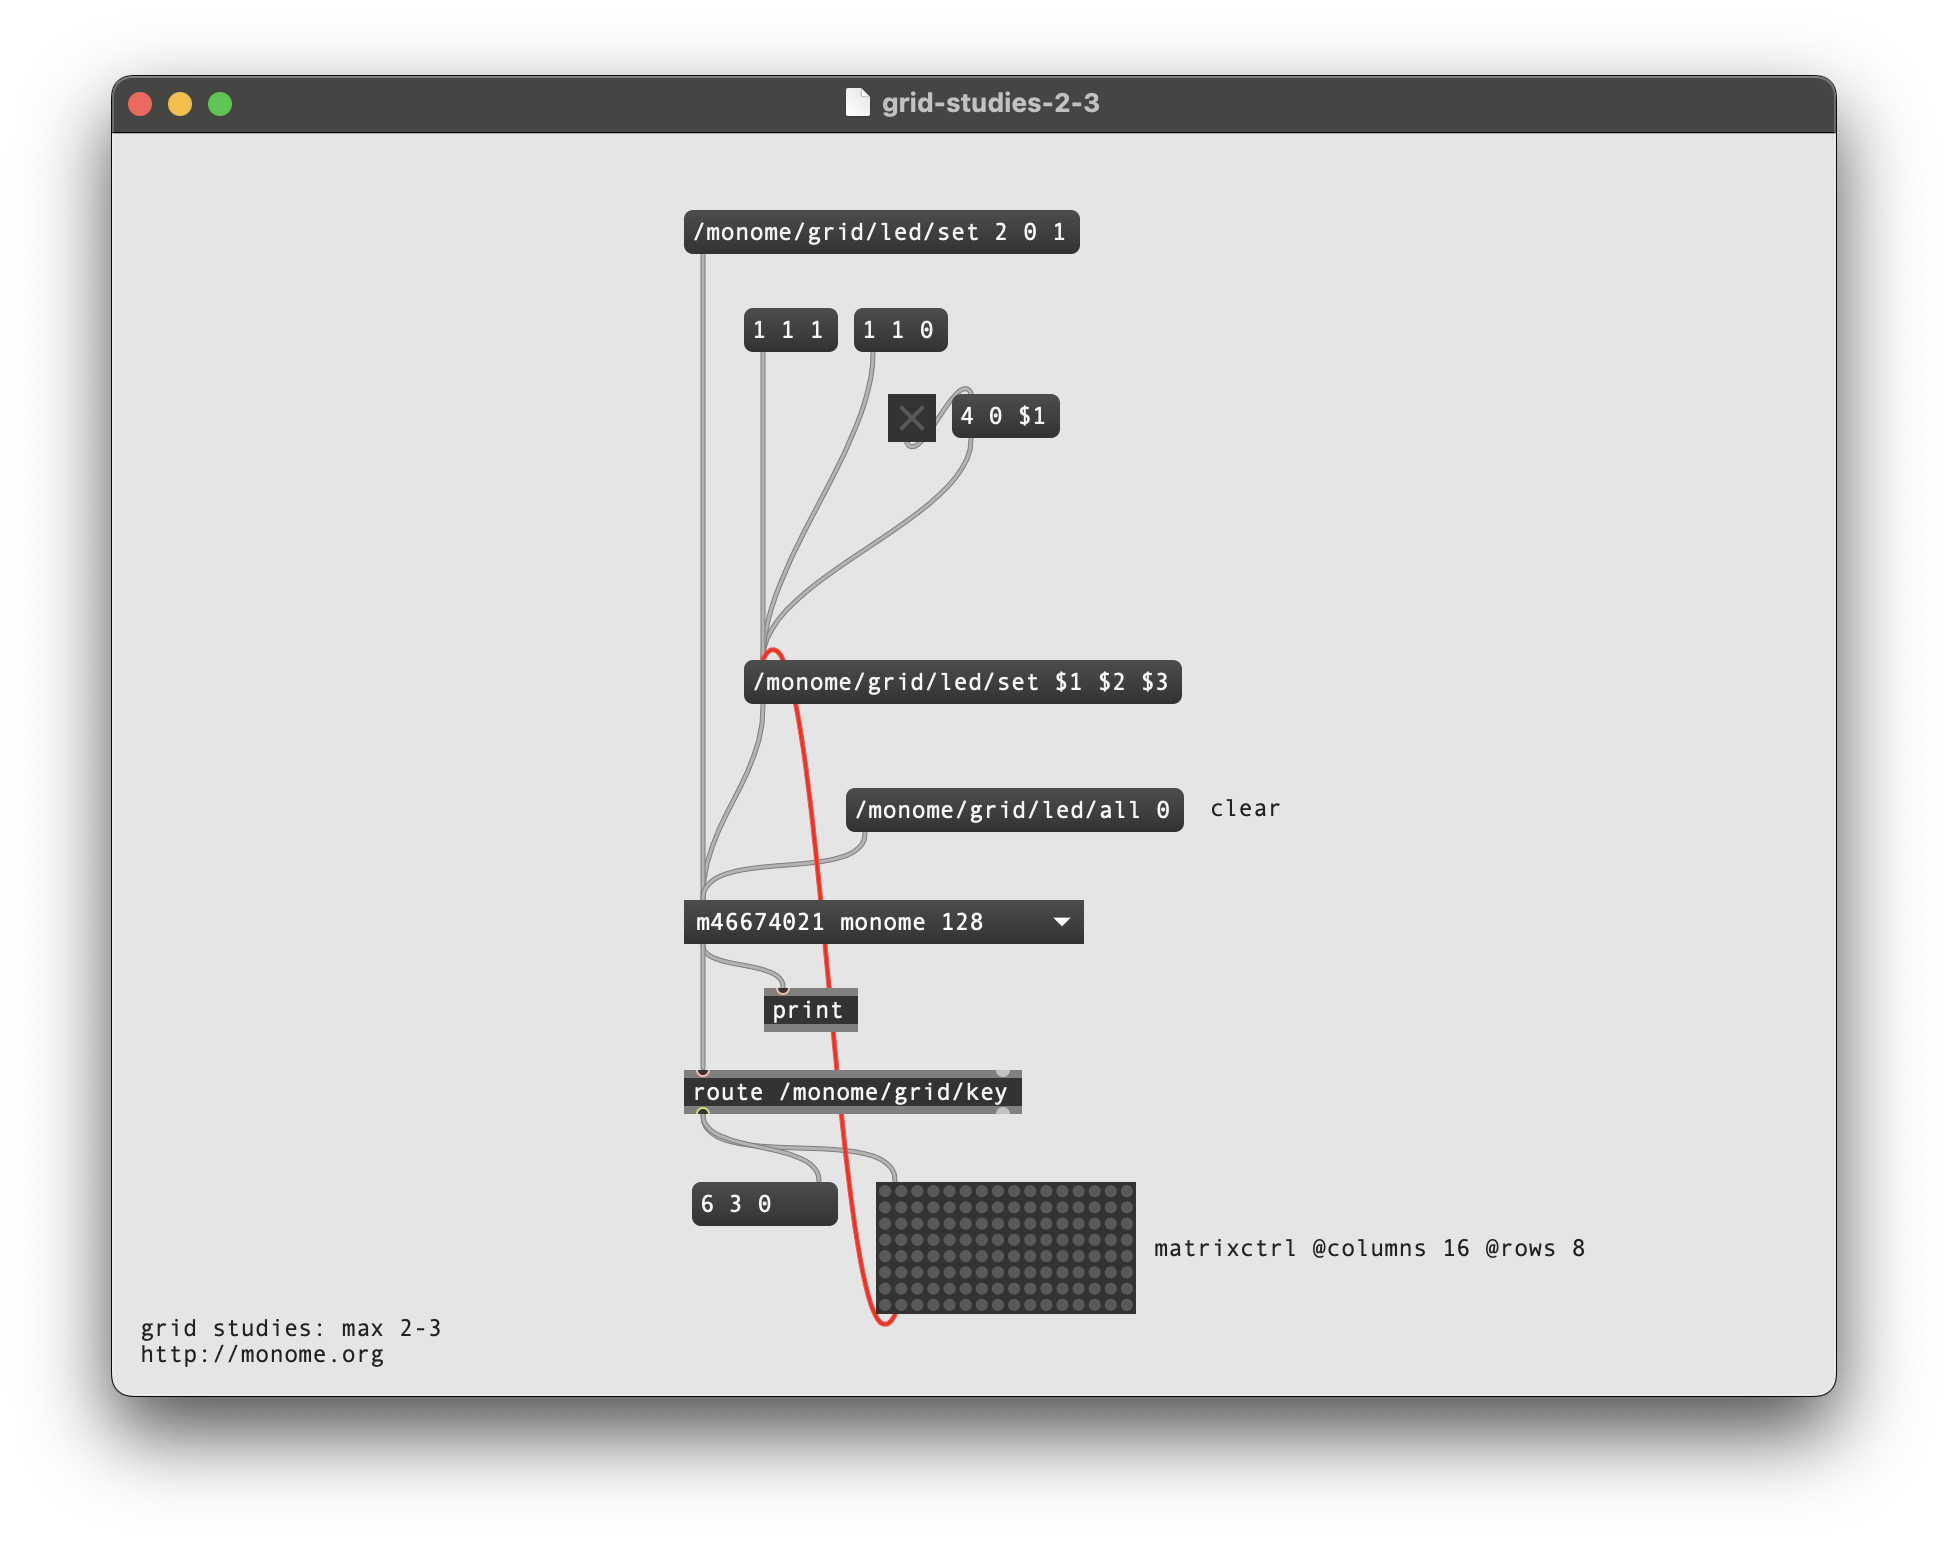 grid-studies-2-3
/monome/grid/led/set 2 0 1
1 1 1
1 1 0
4 0 $1
/monome/grid/led/set $1 $2 $3
/monome/grid/led/all 0
clear
m46674021 monome 128
print
route /monome/grid/key
6 3 0
matrixctrl @columns 16 @rows 8
grid studies: max 2-3
http://monome.org